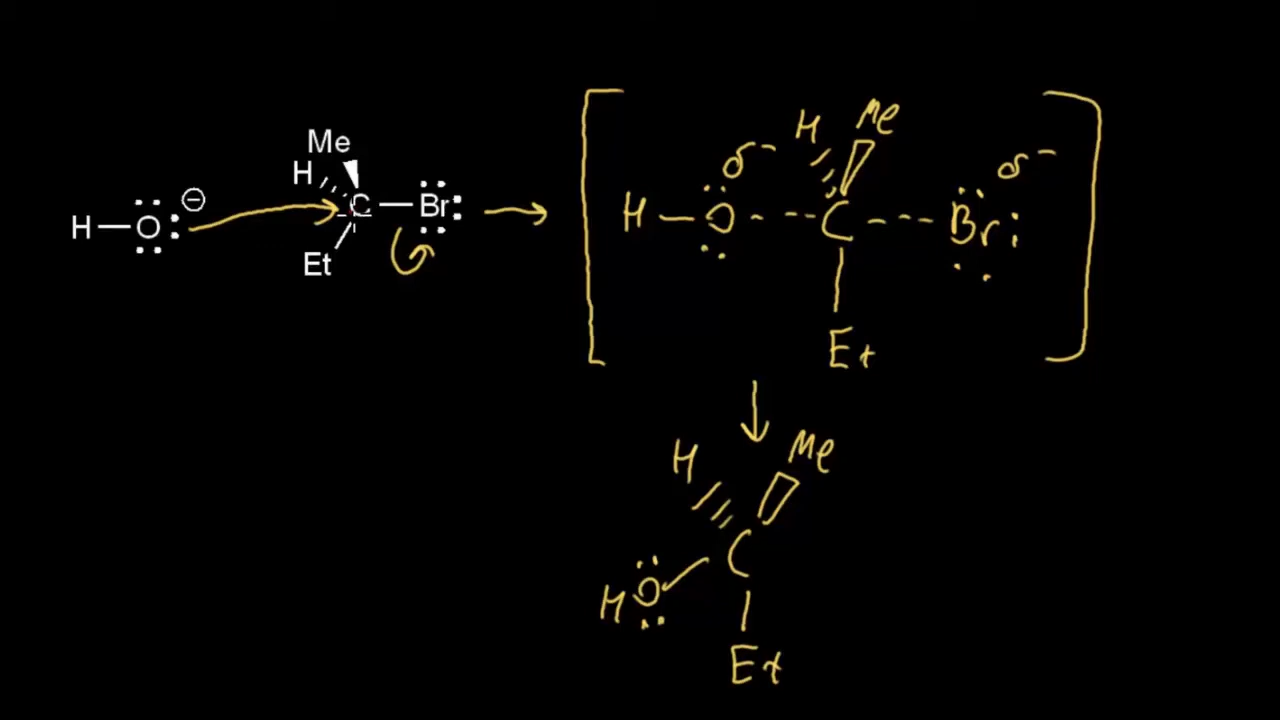 Me
H
H–O:⊖
C–Br:
Et
H
Me
δ⁻
δ⁻
H–O---C---Br:
Et
H
Me
C
HO
Et